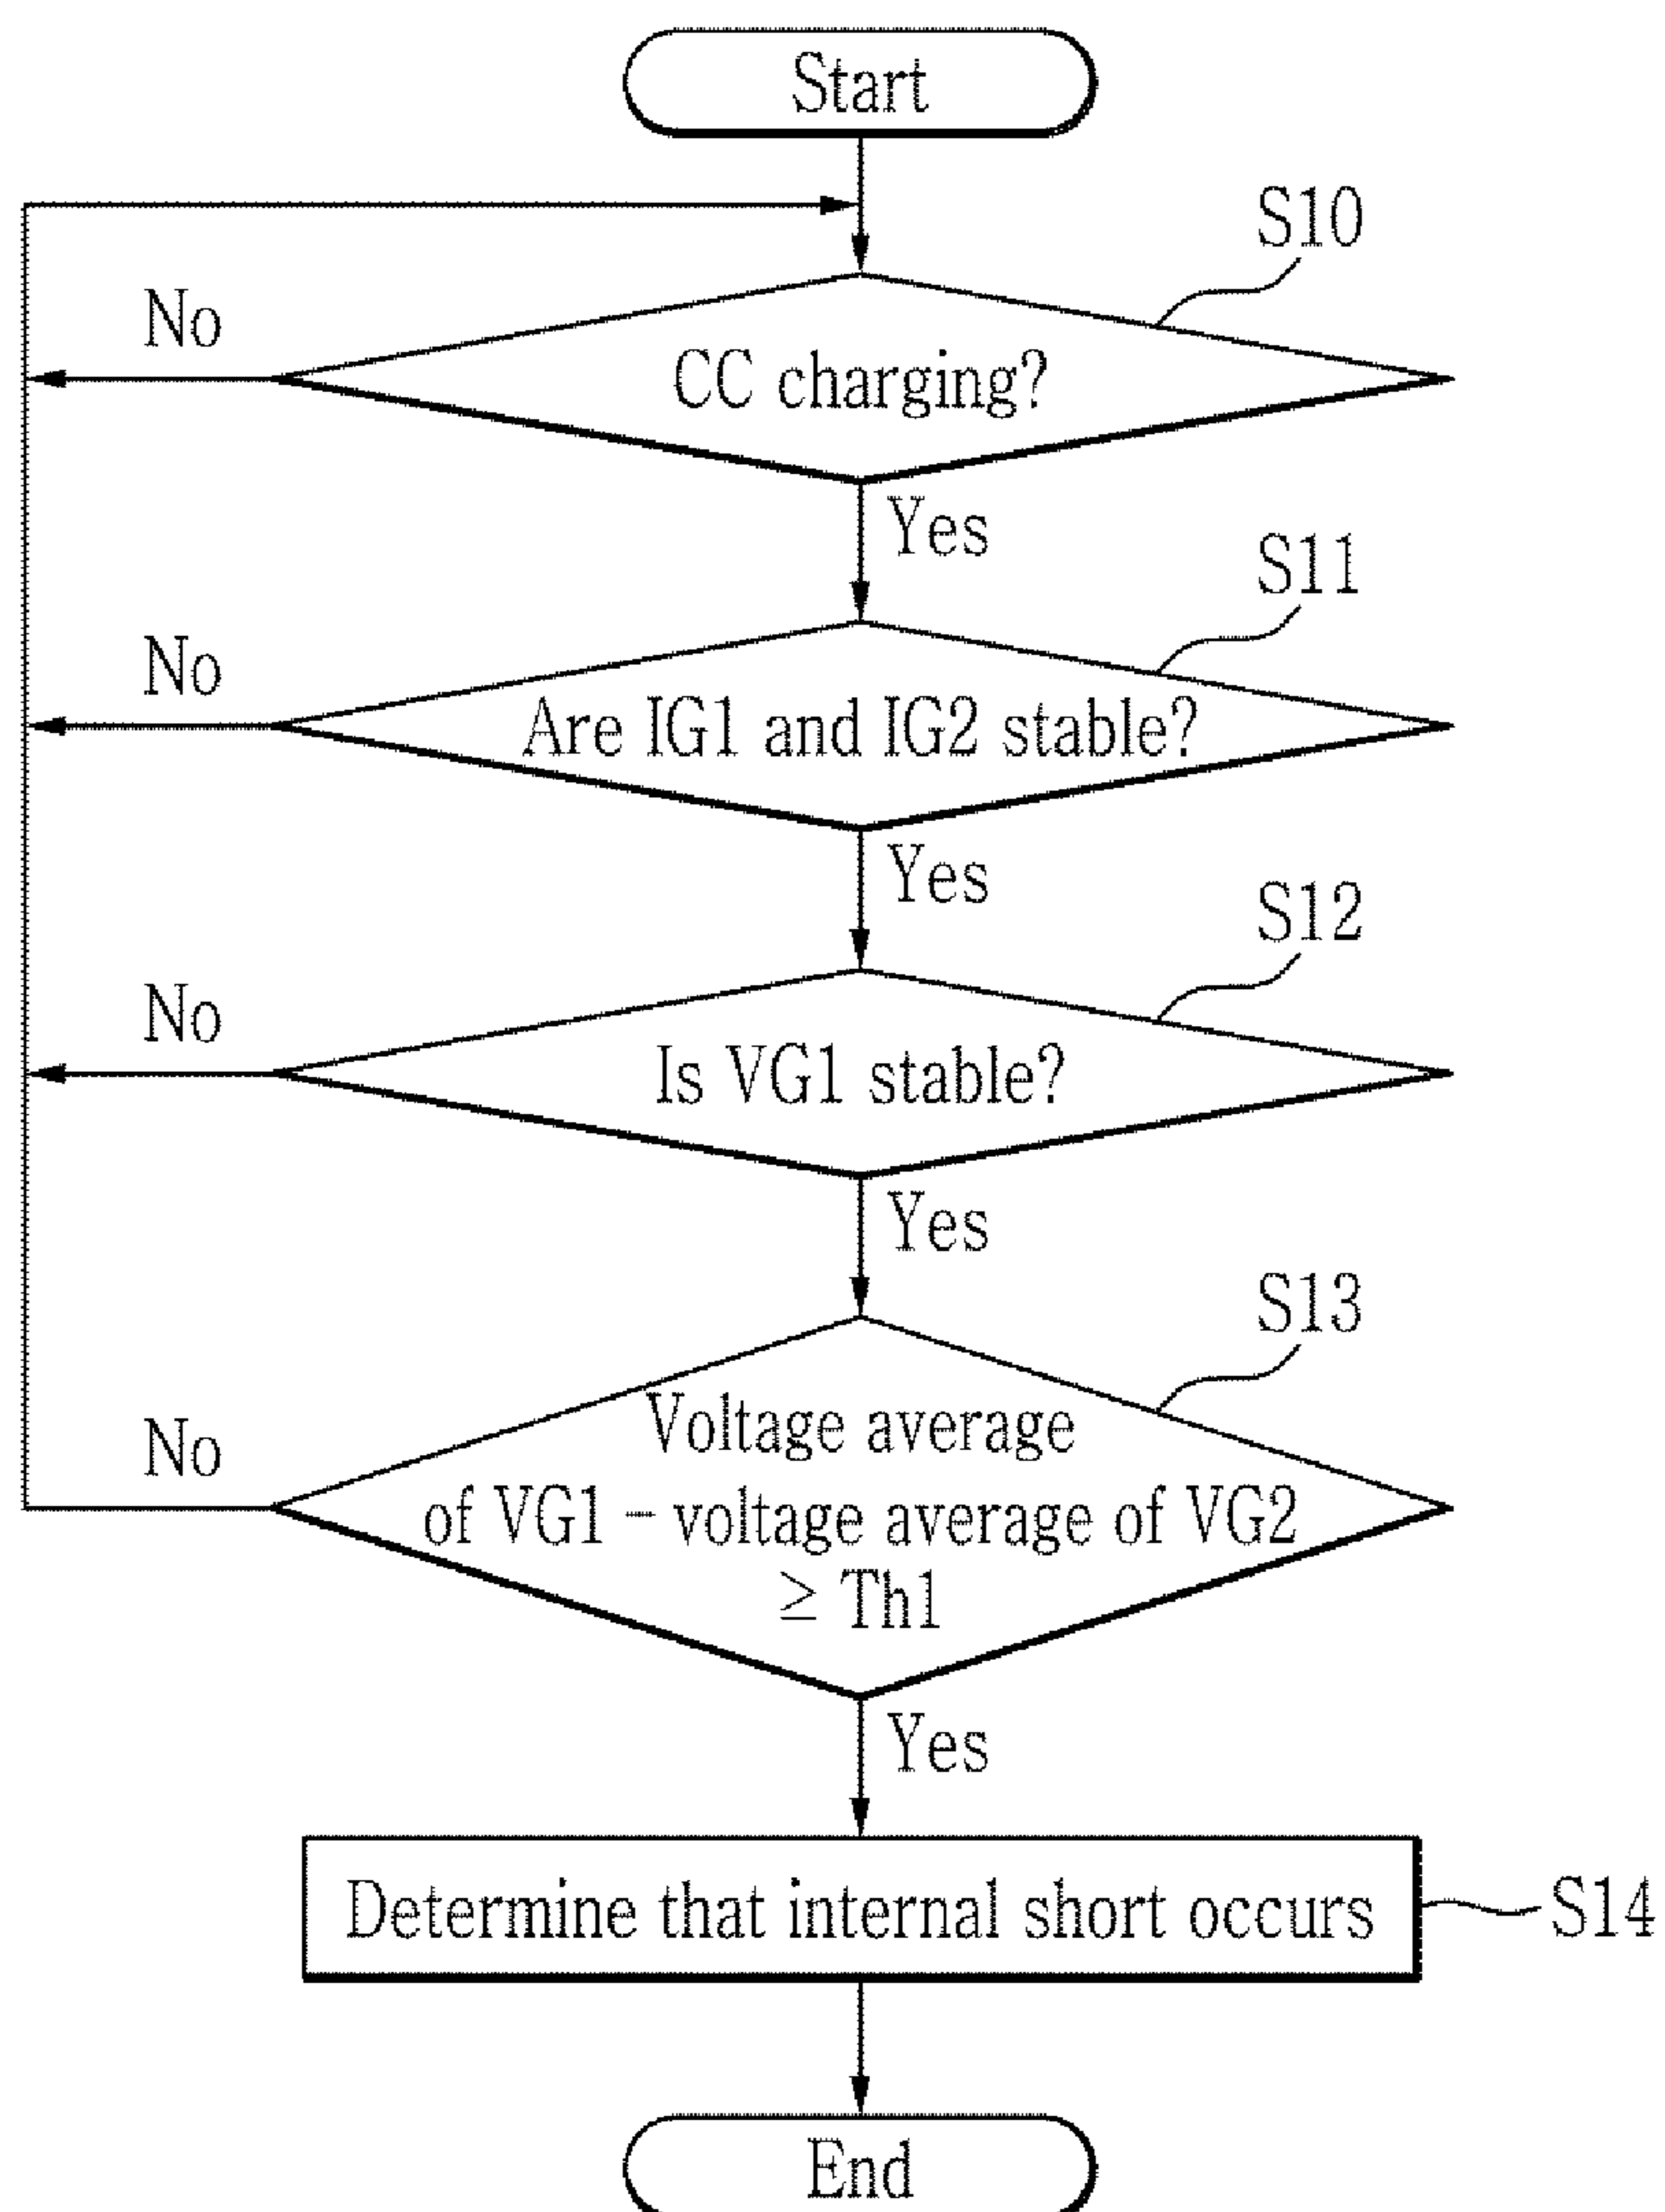 Start
S10
No
CC charging?
Yes
S11
No
Are IG1 and IG2 stable?
Yes
S12
No
Is VG1 stable?
Yes
S13
No
Voltage average
of VG1 – voltage average of VG2
≥ Th1
Yes
Determine that internal short occurs
S14
End